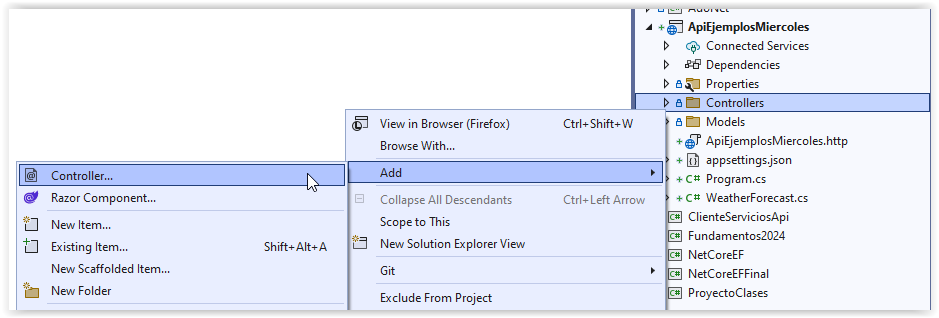 AdoNet
ApiEjemplosMiercoles
Connected Services
Dependencies
Properties
Controllers
Models
ApiEjemplosMiercoles.http
appsettings.json
C# Program.cs
C# WeatherForecast.cs
C# ClienteServiciosApi
C# Fundamentos2024
C# NetCoreEF
C# NetCoreEFFinal
C# ProyectoClases
View in Browser (Firefox) Ctrl+Shift+W
Browse With...
Add
Collapse All Descendants Ctrl+Left Arrow
Scope to This
New Solution Explorer View
Git
Exclude From Project
Controller...
Razor Component...
New Item...
Existing Item... Shift+Alt+A
New Scaffolded Item...
New Folder